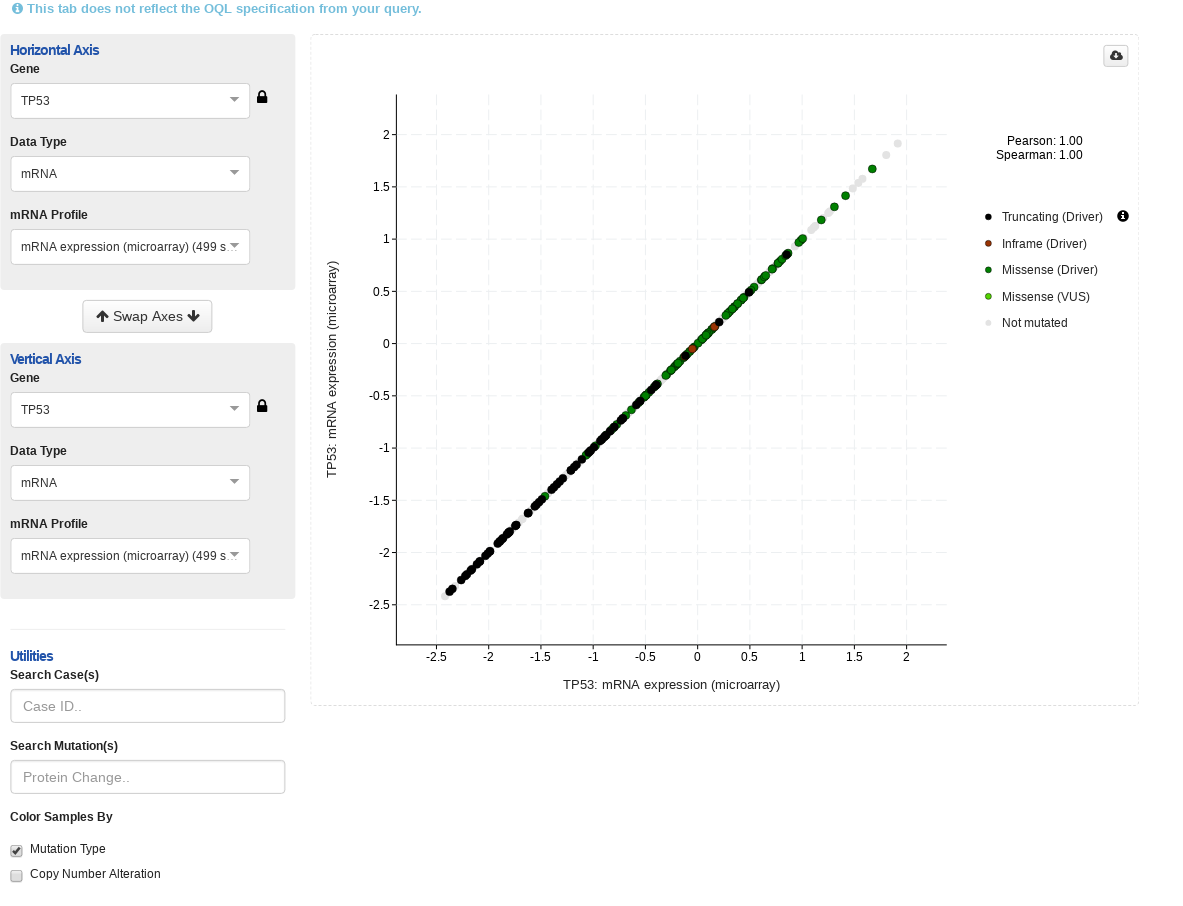 This tab does not reflect the OQL specification from your query.
Horizontal Axis
Gene
TP53
Data Type
mRNA
mRNA Profile
mRNA expression (microarray) (499 s...
Swap Axes
Vertical Axis
Gene
TP53
Data Type
mRNA
mRNA Profile
mRNA expression (microarray) (499 s...
Utilities
Search Case(s)
Case ID..
Search Mutation(s)
Protein Change..
Color Samples By
Mutation Type
Copy Number Alteration
TP53: mRNA expression (microarray)
2
1.5
1
0.5
0
-0.5
-1
-1.5
-2
-2.5
-2.5 -2 -1.5 -1 -0.5 0 0.5 1 1.5 2
TP53: mRNA expression (microarray)
Pearson: 1.00
Spearman: 1.00
Truncating (Driver)
Inframe (Driver)
Missense (Driver)
Missense (VUS)
Not mutated